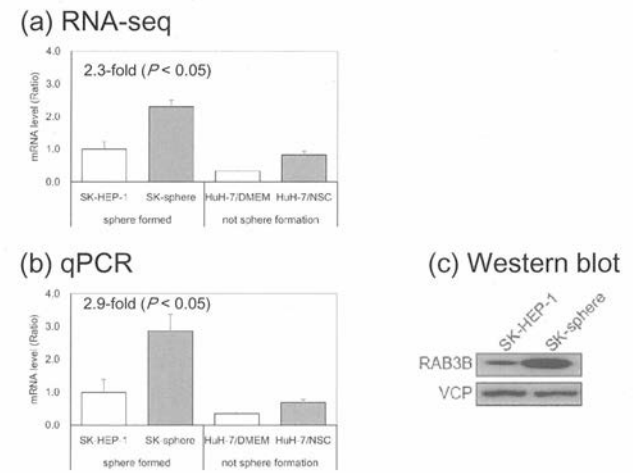 (a) RNA-seq
4.0
2.3-fold (P < 0.05)
3.0
2.0
1.0
0.0
mRNA level (Ratio)
SK-HEP-1 SK-sphere HuH-7/DMEM HuH-7/NSC
sphere formed not sphere formation
(b) qPCR
4.0
2.9-fold (P < 0.05)
3.0
2.0
1.0
0.0
mRNA level (Ratio)
SK-HEP-1 SK-sphere HuH-7/DMEM HuH-7/NSC
sphere formed not sphere formation
(c) Western blot
SK-HEP-1 SK-sphere
RAB3B
VCP